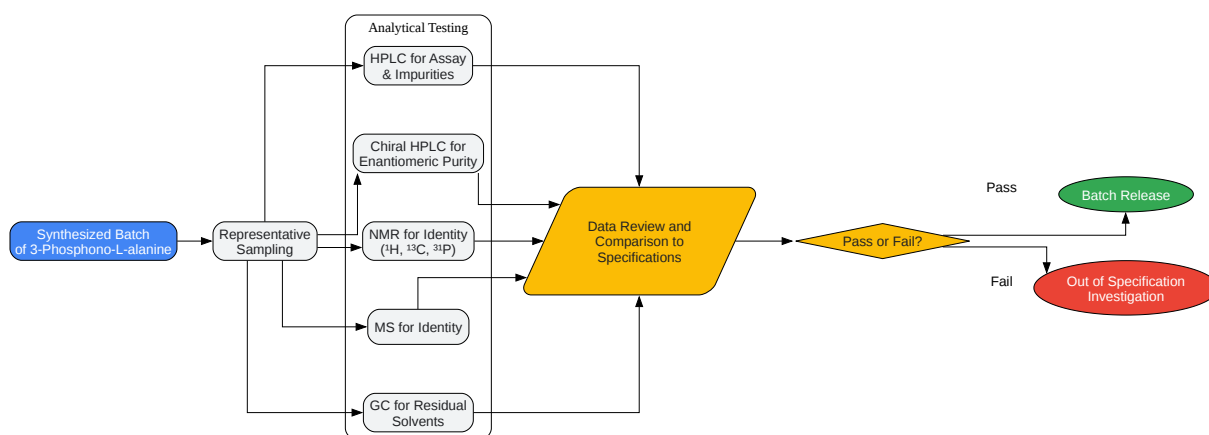 Analytical Testing
HPLC for Assay
& Impurities
Chiral HPLC for
Enantiomeric Purity
Synthesized Batch
of 3-Phosphono-L-alanine
Representative
Sampling
NMR for Identity
(¹H, ¹³C, ³¹P)
MS for Identity
GC for Residual
Solvents
Data Review and
Comparison to
Specifications
Pass or Fail?
Pass
Batch Release
Fail
Out of Specification
Investigation